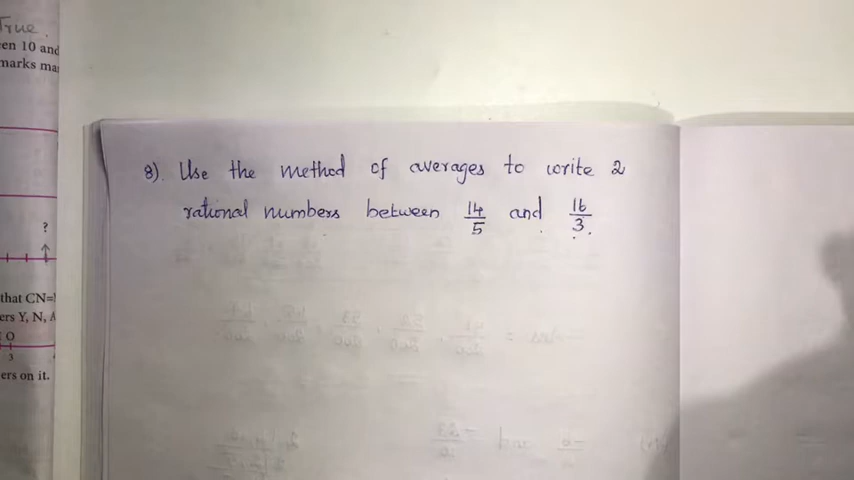 True.
en 10 and
marks ma
?
that CN=
ers Y, N, A
O
3
ers on it.
8). Use the method of averages to write 2
rational numbers between 14/5 and 16/3.